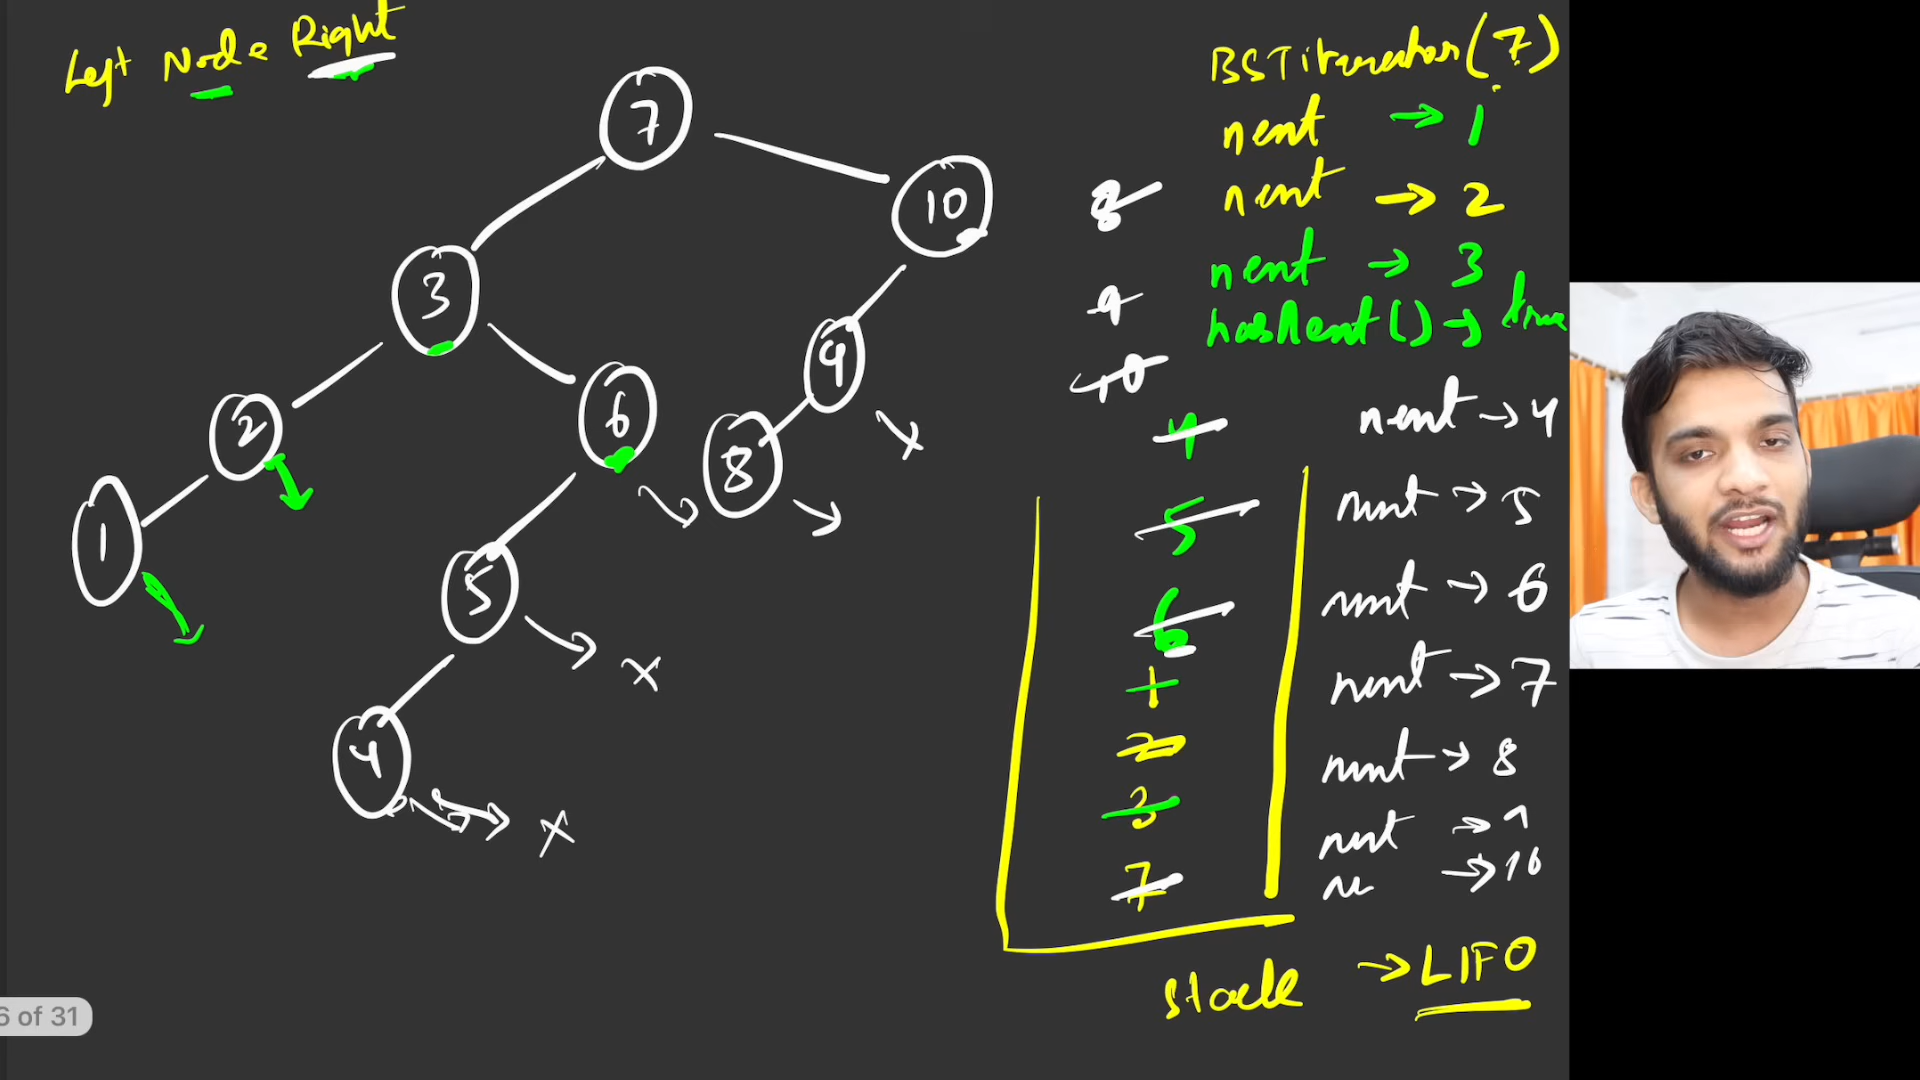 Left Node Right
7
10
3
9
6
2
8
1
5
x
4
x
BSTiterator(7)
next → 1
next → 2
next → 3
hasNext() → true
next → 4
next → 5
next → 6
next → 7
next → 8
next → 9
ne → 10
8
9
10
4
5
6
1
2
3
7
stack → LIFO
6 of 31